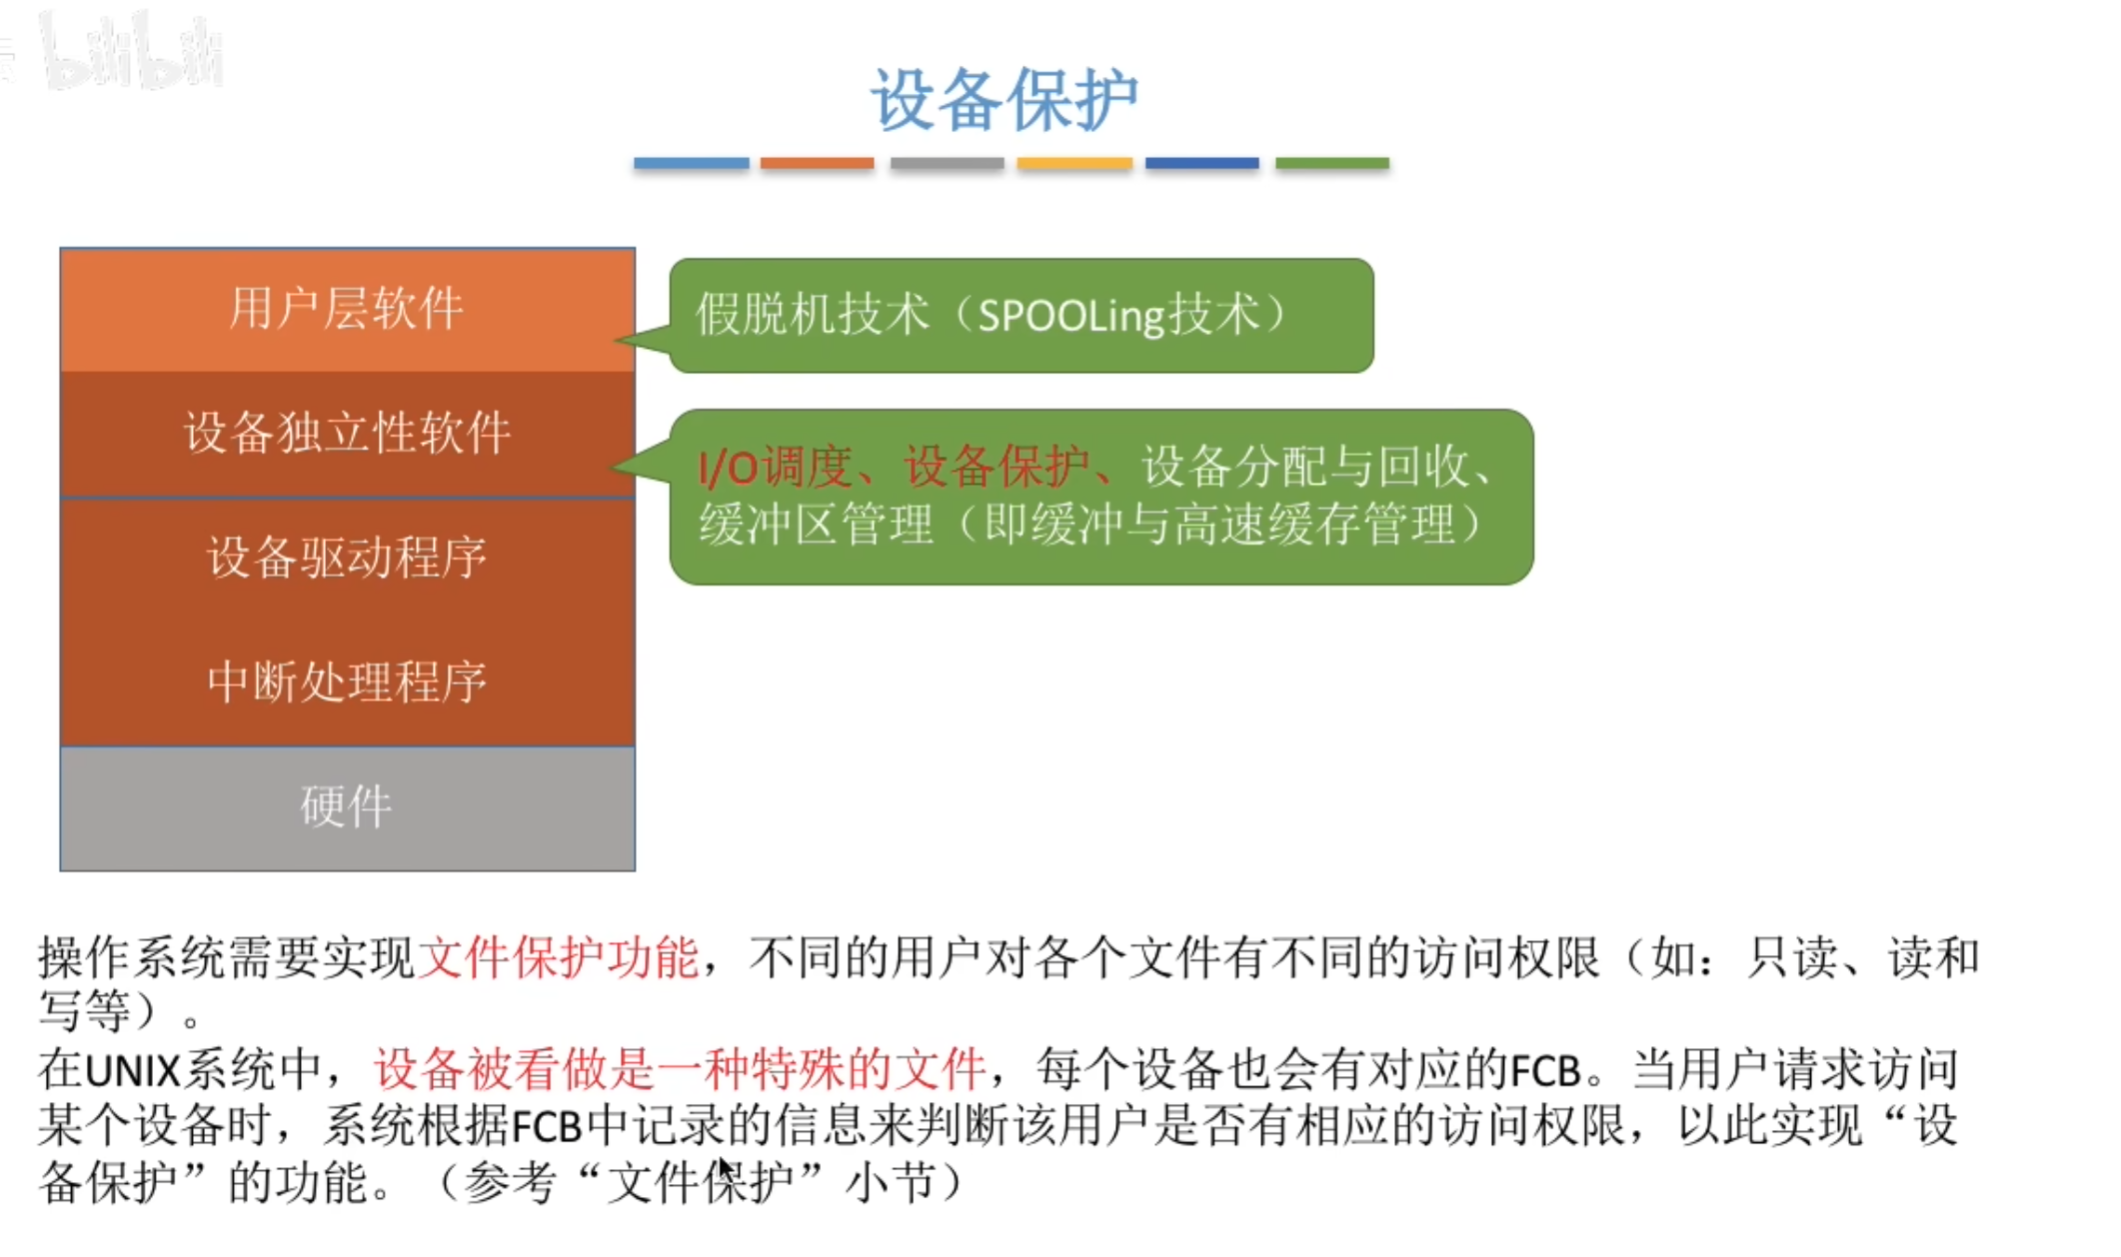 bilibili
设备保护
用户层软件
假脱机技术（SPOOLing技术）
设备独立性软件
I/O调度、设备保护、设备分配与回收、
缓冲区管理（即缓冲与高速缓存管理）
设备驱动程序
中断处理程序
硬件
操作系统需要实现文件保护功能，不同的用户对各个文件有不同的访问权限（如：只读、读和
写等）。
在UNIX系统中，设备被看做是一种特殊的文件，每个设备也会有对应的FCB。当用户请求访问
某个设备时，系统根据FCB中记录的信息来判断该用户是否有相应的访问权限，以此实现“设
备保护”的功能。（参考“文件保护”小节）